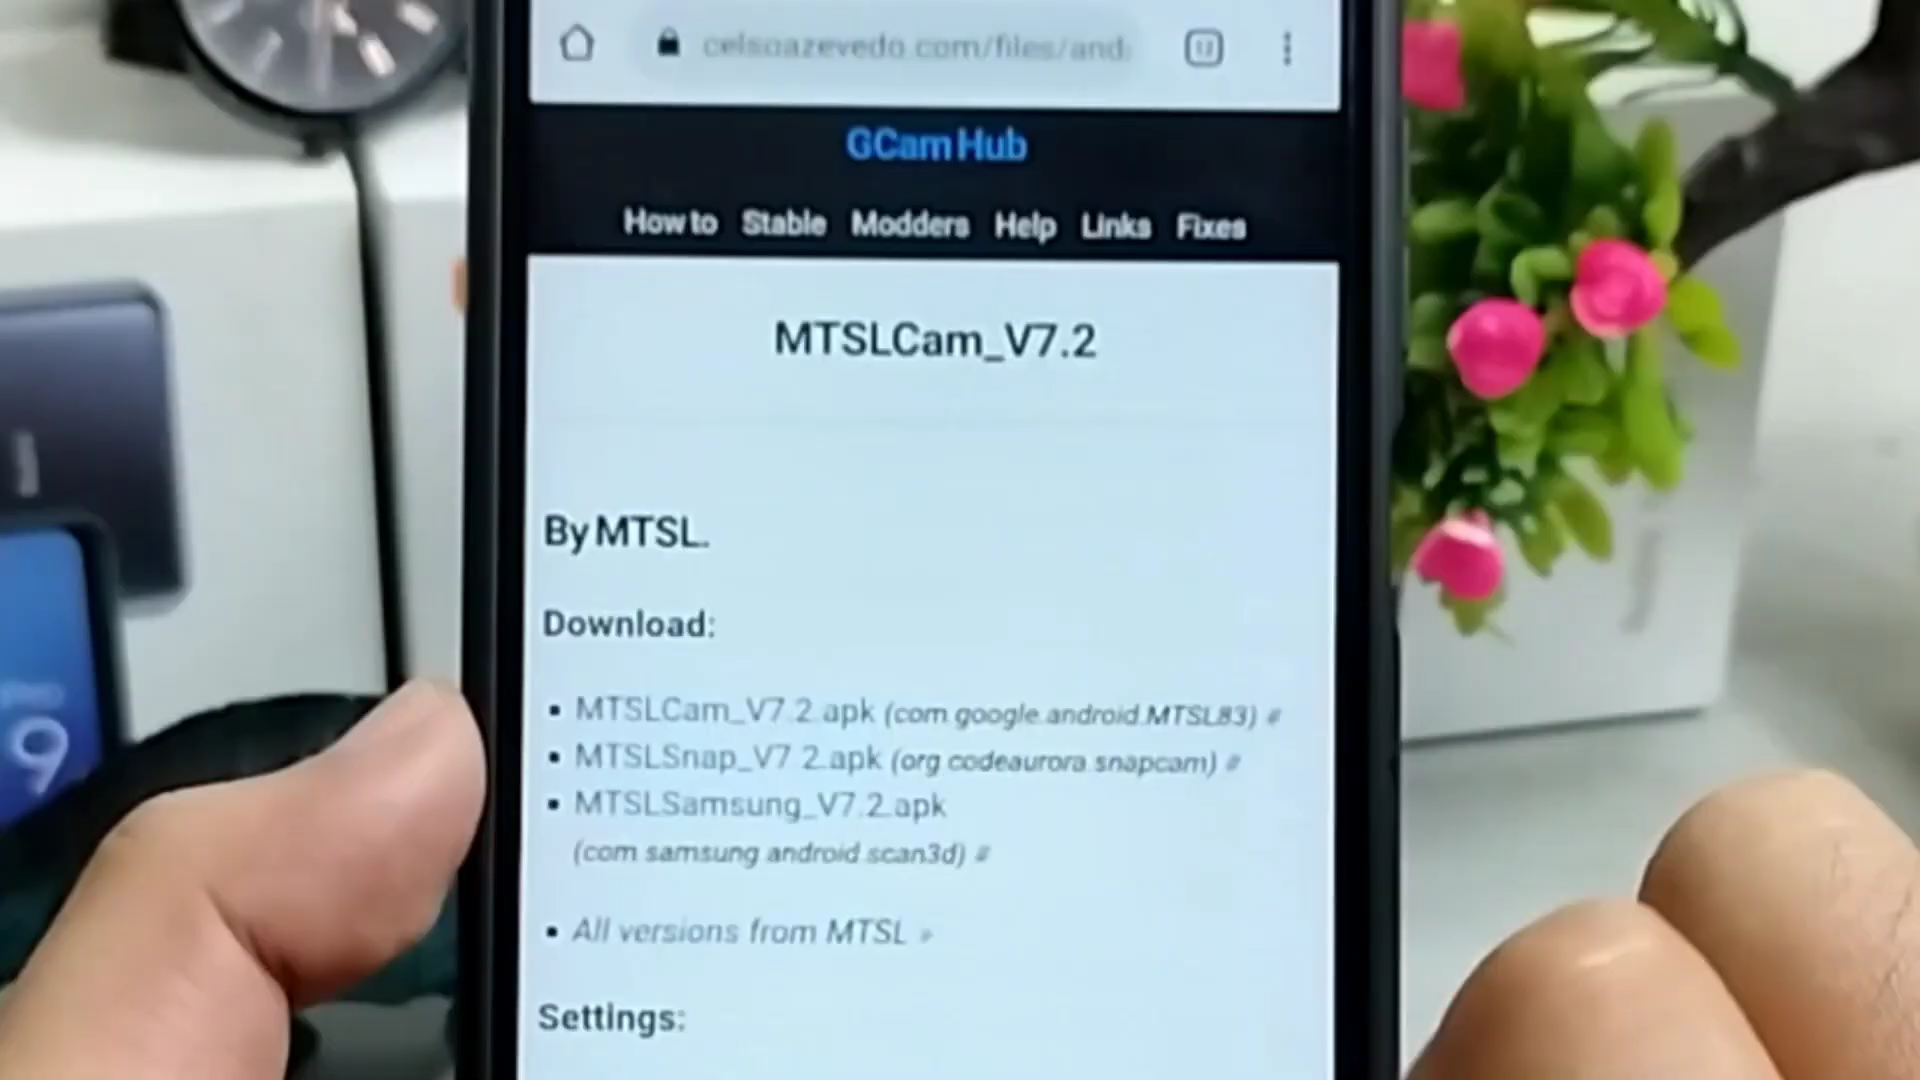 celsoazevedo.com/files/and
12
GCam Hub
How to Stable Modders Help Links Fixes
MTSLCam_V7.2
By MTSL.
Download:
MTSLCam_V7.2.apk (com.google.android.MTSL83) #
MTSLSnap_V7.2.apk (org.codeaurora.snapcam) #
MTSLSamsung_V7.2.apk
(com.samsung.android.scan3d) #
All versions from MTSL »
Settings:
9